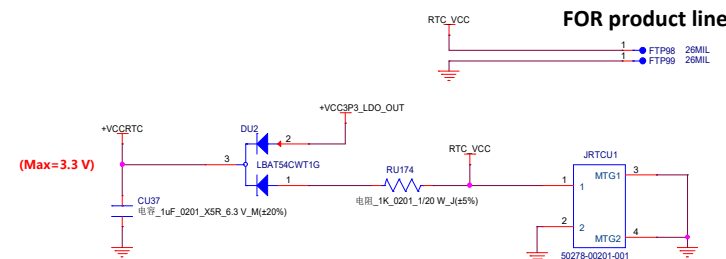 FOR product line
RTC_VCC
1
FTP98 26MIL
1
FTP99 26MIL
+VCC3P3_LDO_OUT
+VCCRTC
DU2
2
RTC_VCC
JRTCU1
(Max=3.3 V)
3
LBAT54CWT1G
RU174
MTG1
3
1
1
1
CU37
电容_1uF_0201_X5R_6.3 V_M(±20%)
电阻_1K_0201_1/20 W_J(±5%)
2
2
MTG2
4
50278-00201-001